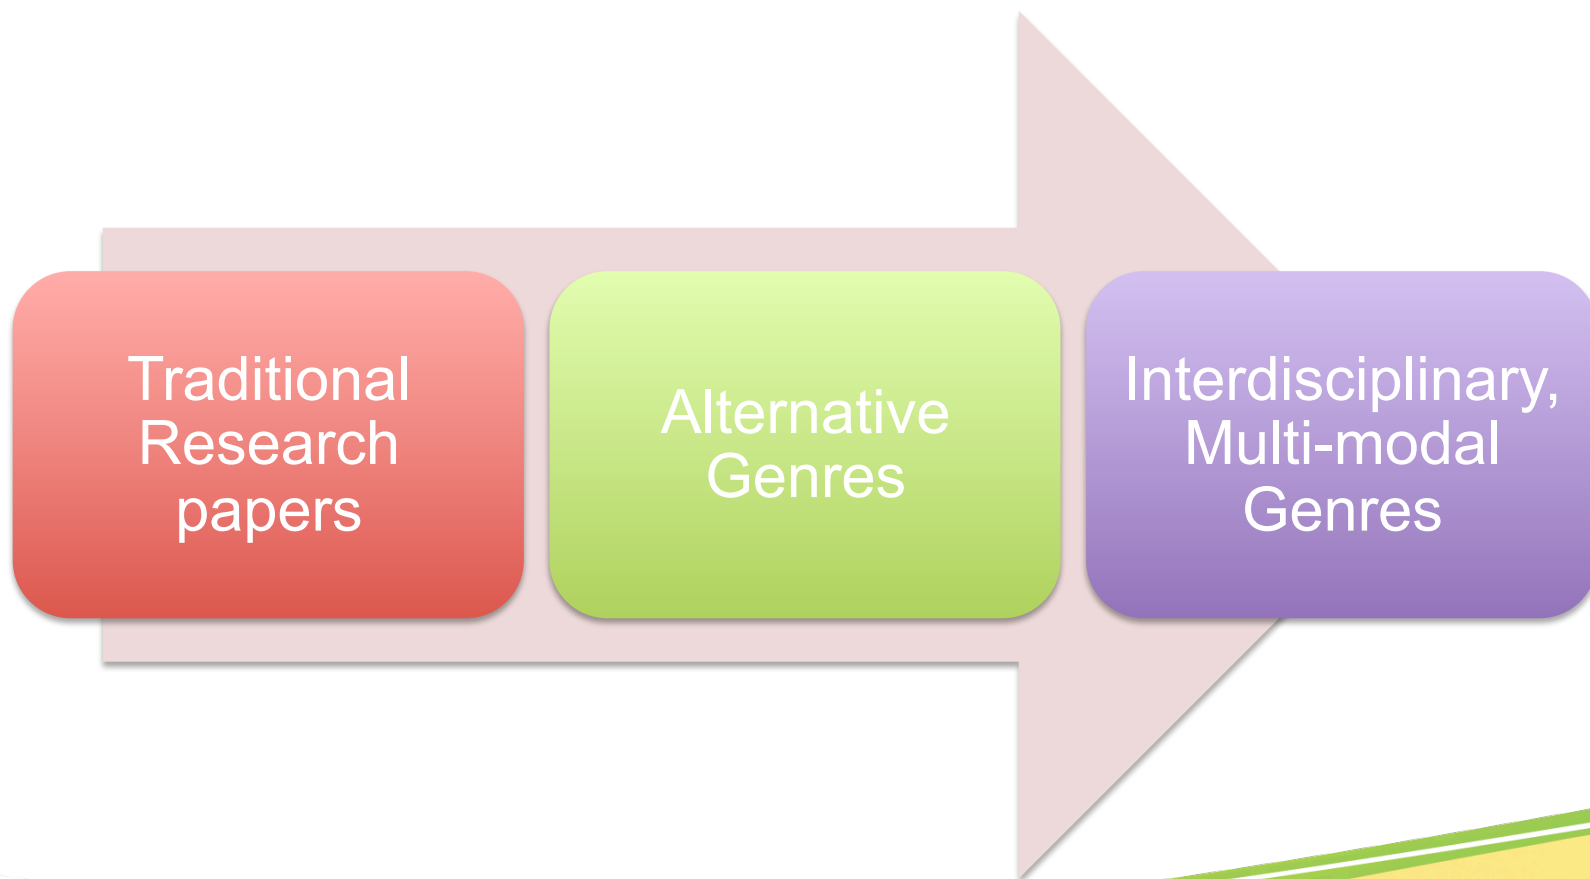 Traditional
Research
papers
Alternative
Genres
Interdisciplinary,
Multi-modal
Genres